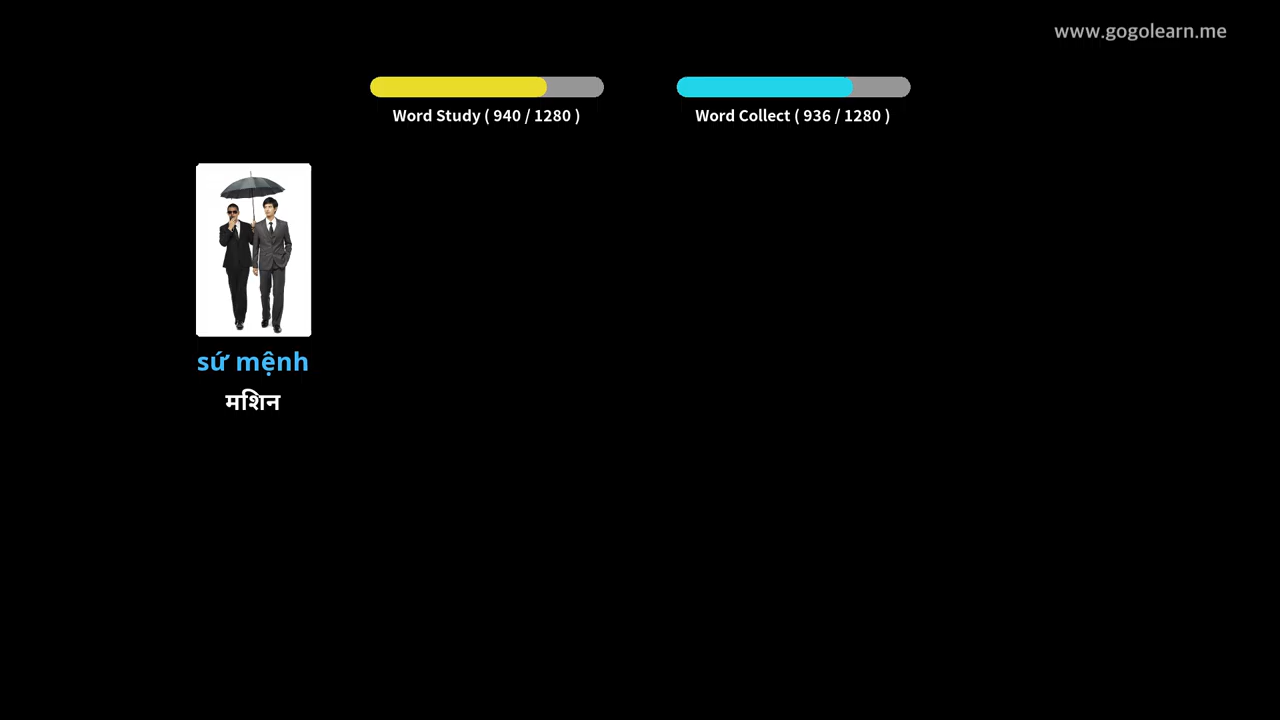 www.gogolearn.me
Word Study ( 940 / 1280 )
Word Collect ( 936 / 1280 )
sứ mệnh
मशिन